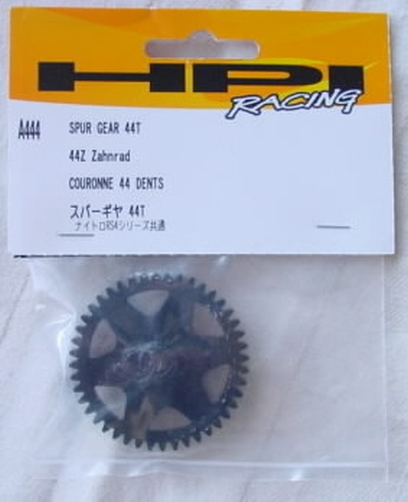 HPI
RACING
A444
SPUR GEAR 44T
44Z Zahnrad
COURONNE 44 DENTS
スパーギヤ 44T
ナイトロRS4シリーズ共通